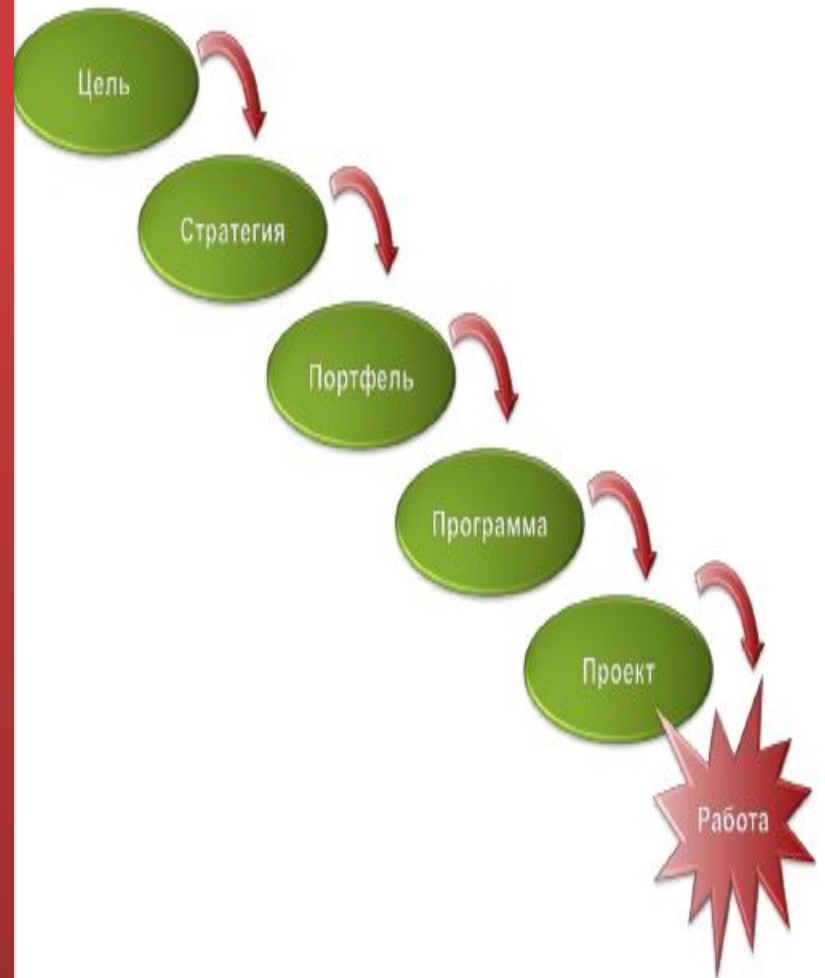 Цель
Стратегия
Портфель
Программа
Проект
Работа